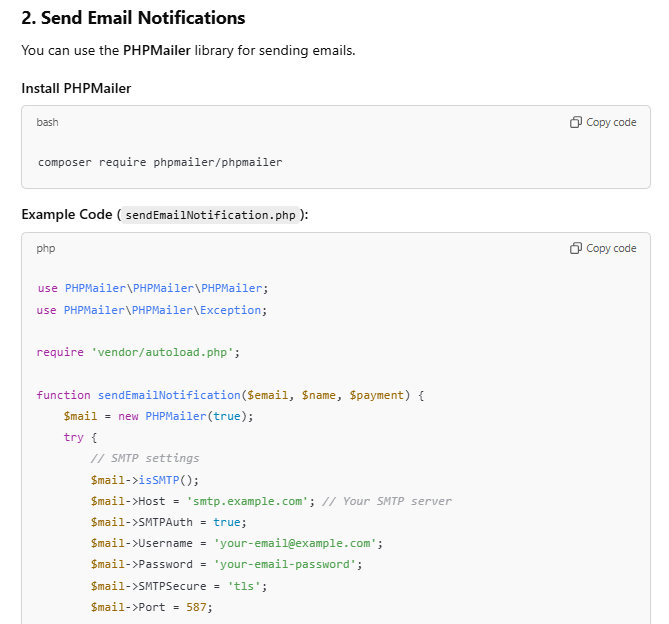 2. Send Email Notifications
You can use the PHPMailer library for sending emails.
Install PHPMailer
bash
Copy code
composer require phpmailer/phpmailer
Example Code (sendEmailNotification.php):
php
Copy code
use PHPMailer\PHPMailer\PHPMailer;
use PHPMailer\PHPMailer\Exception;
require 'vendor/autoload.php';
function sendEmailNotification($email, $name, $payment) {
    $mail = new PHPMailer(true);
    try {
        // SMTP settings
        $mail->isSMTP();
        $mail->Host = 'smtp.example.com'; // Your SMTP server
        $mail->SMTPAuth = true;
        $mail->Username = 'your-email@example.com';
        $mail->Password = 'your-email-password';
        $mail->SMTPSecure = 'tls';
        $mail->Port = 587;